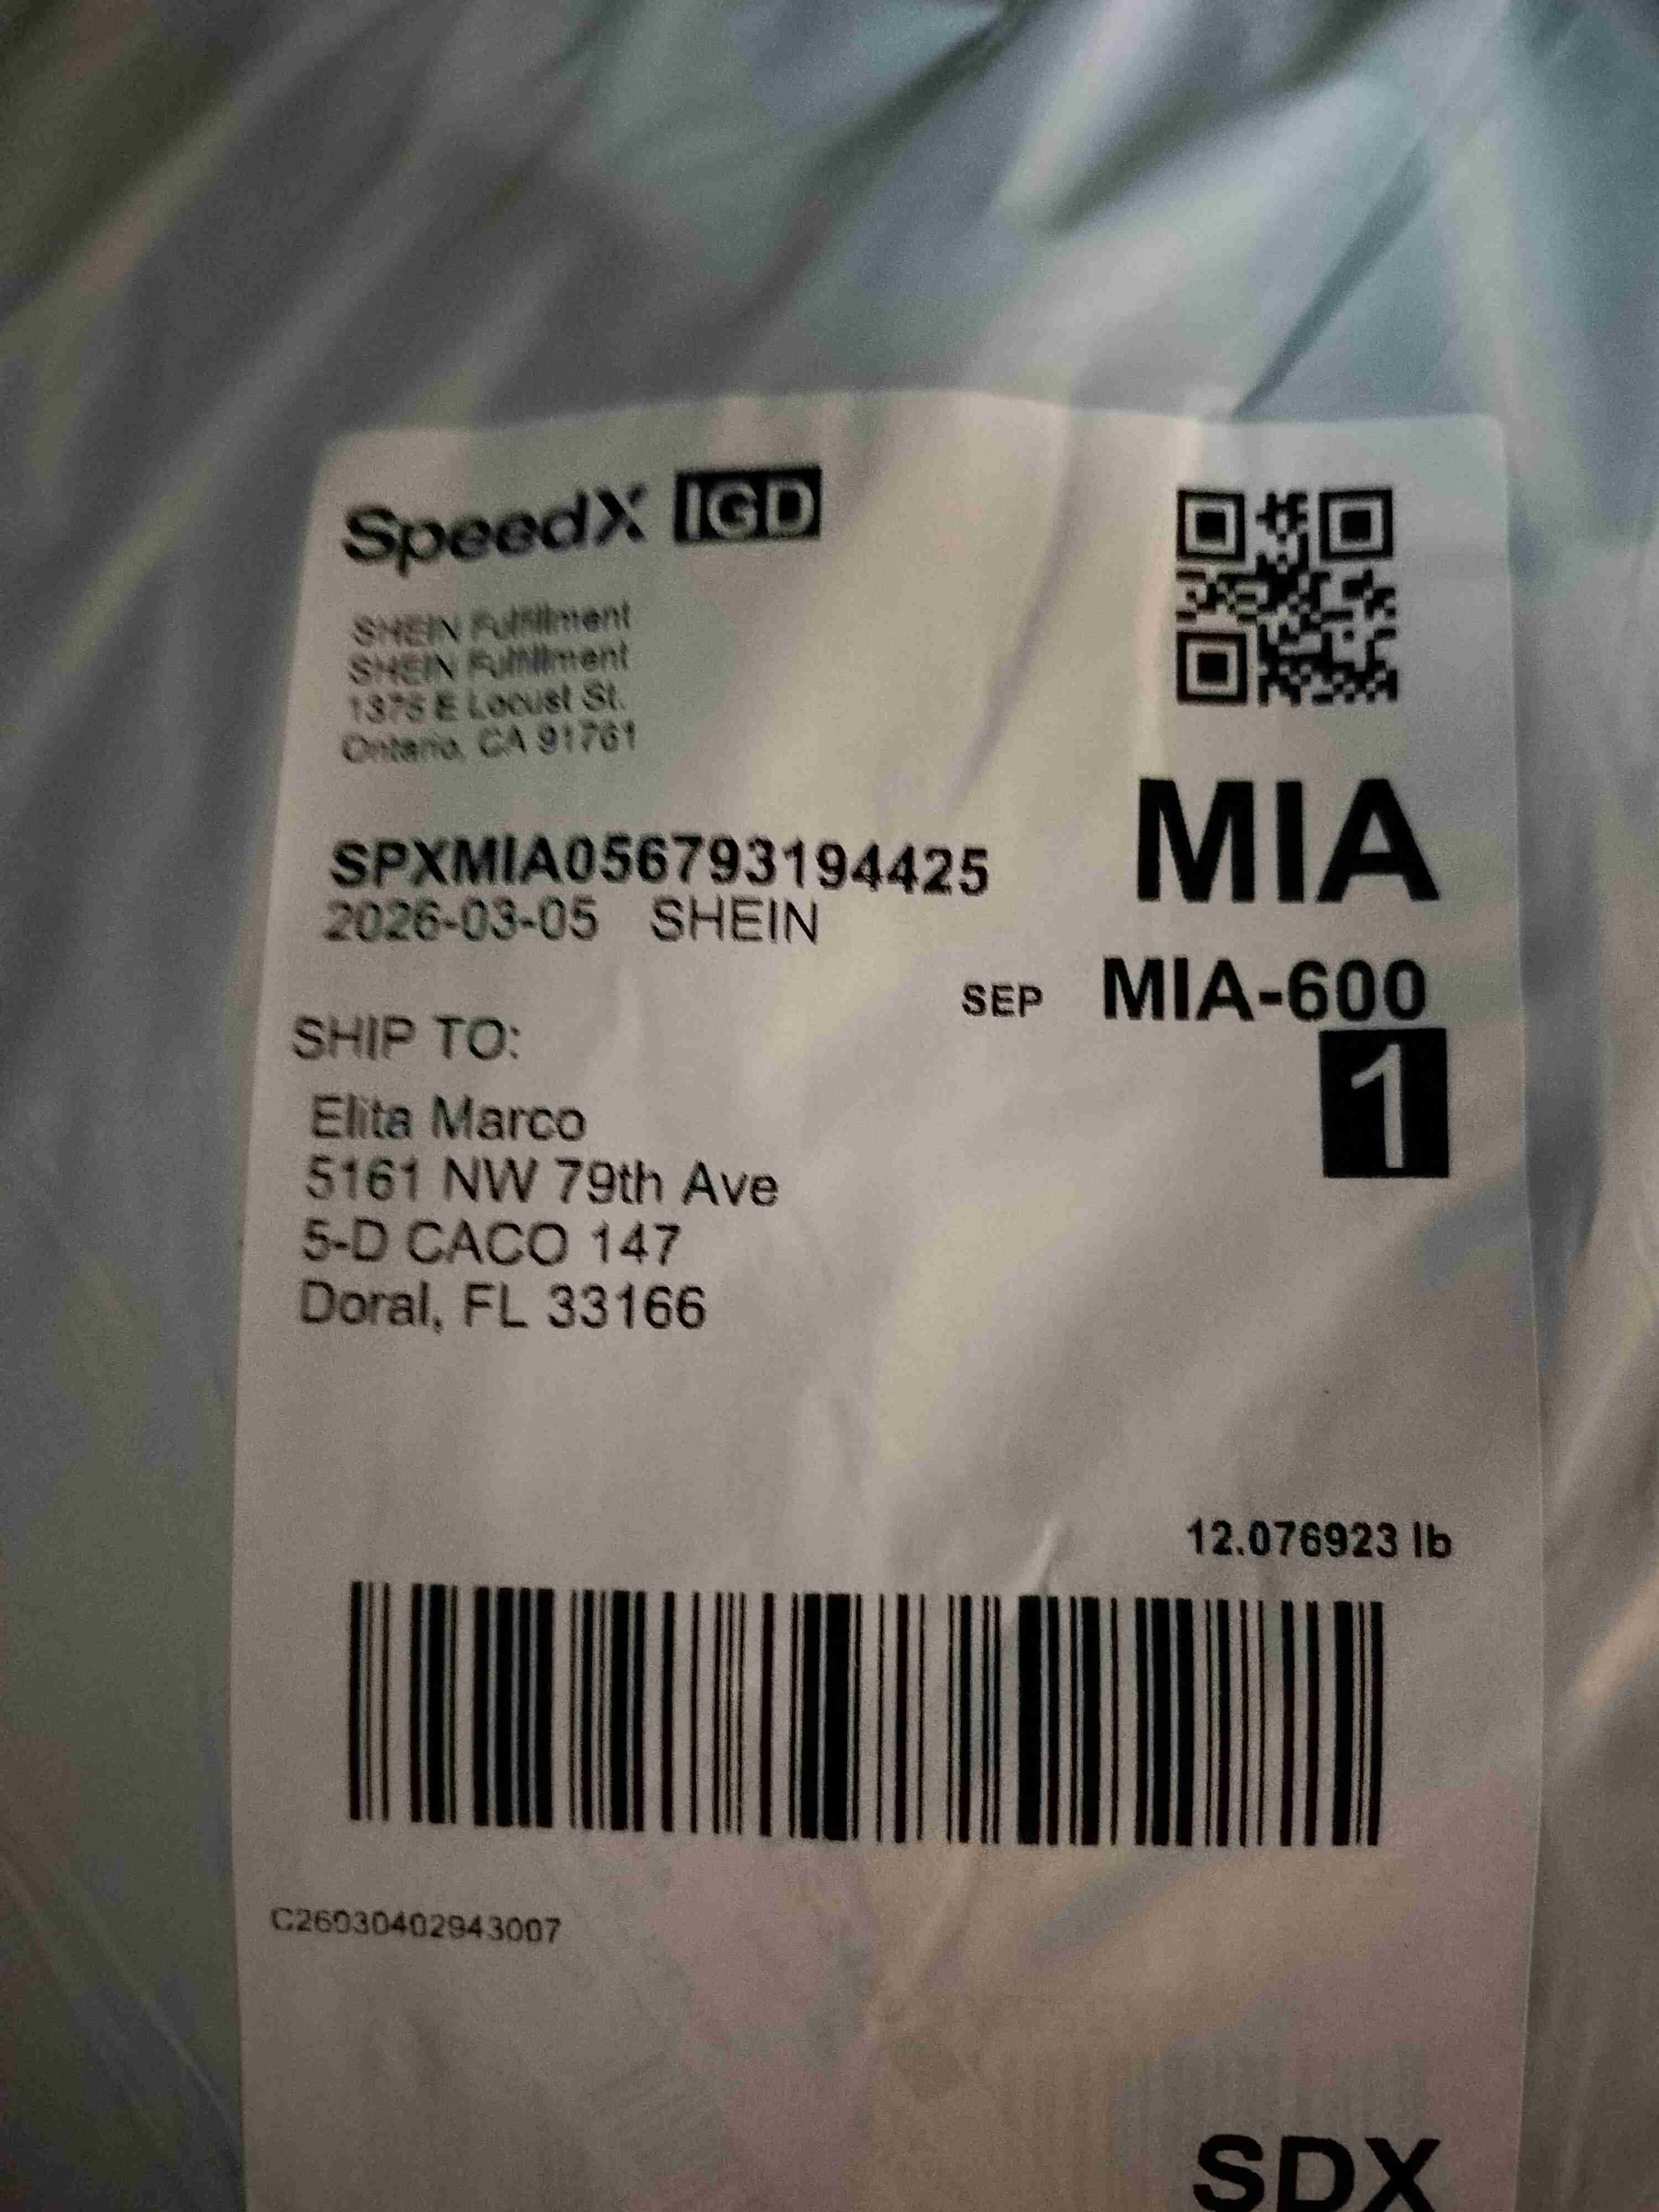 SpeedX IGD
SHEIN Fulfillment
SHEIN Fulfillment
1375 E Locust St.
Ontario, CA 91761
SPXMIA056793194425
2026-03-05 SHEIN
MIA
SEP MIA-600
1
SHIP TO:
Elita Marco
5161 NW 79th Ave
5-D CACO 147
Doral, FL 33166
12.076923 lb
C26030402943007
SDX